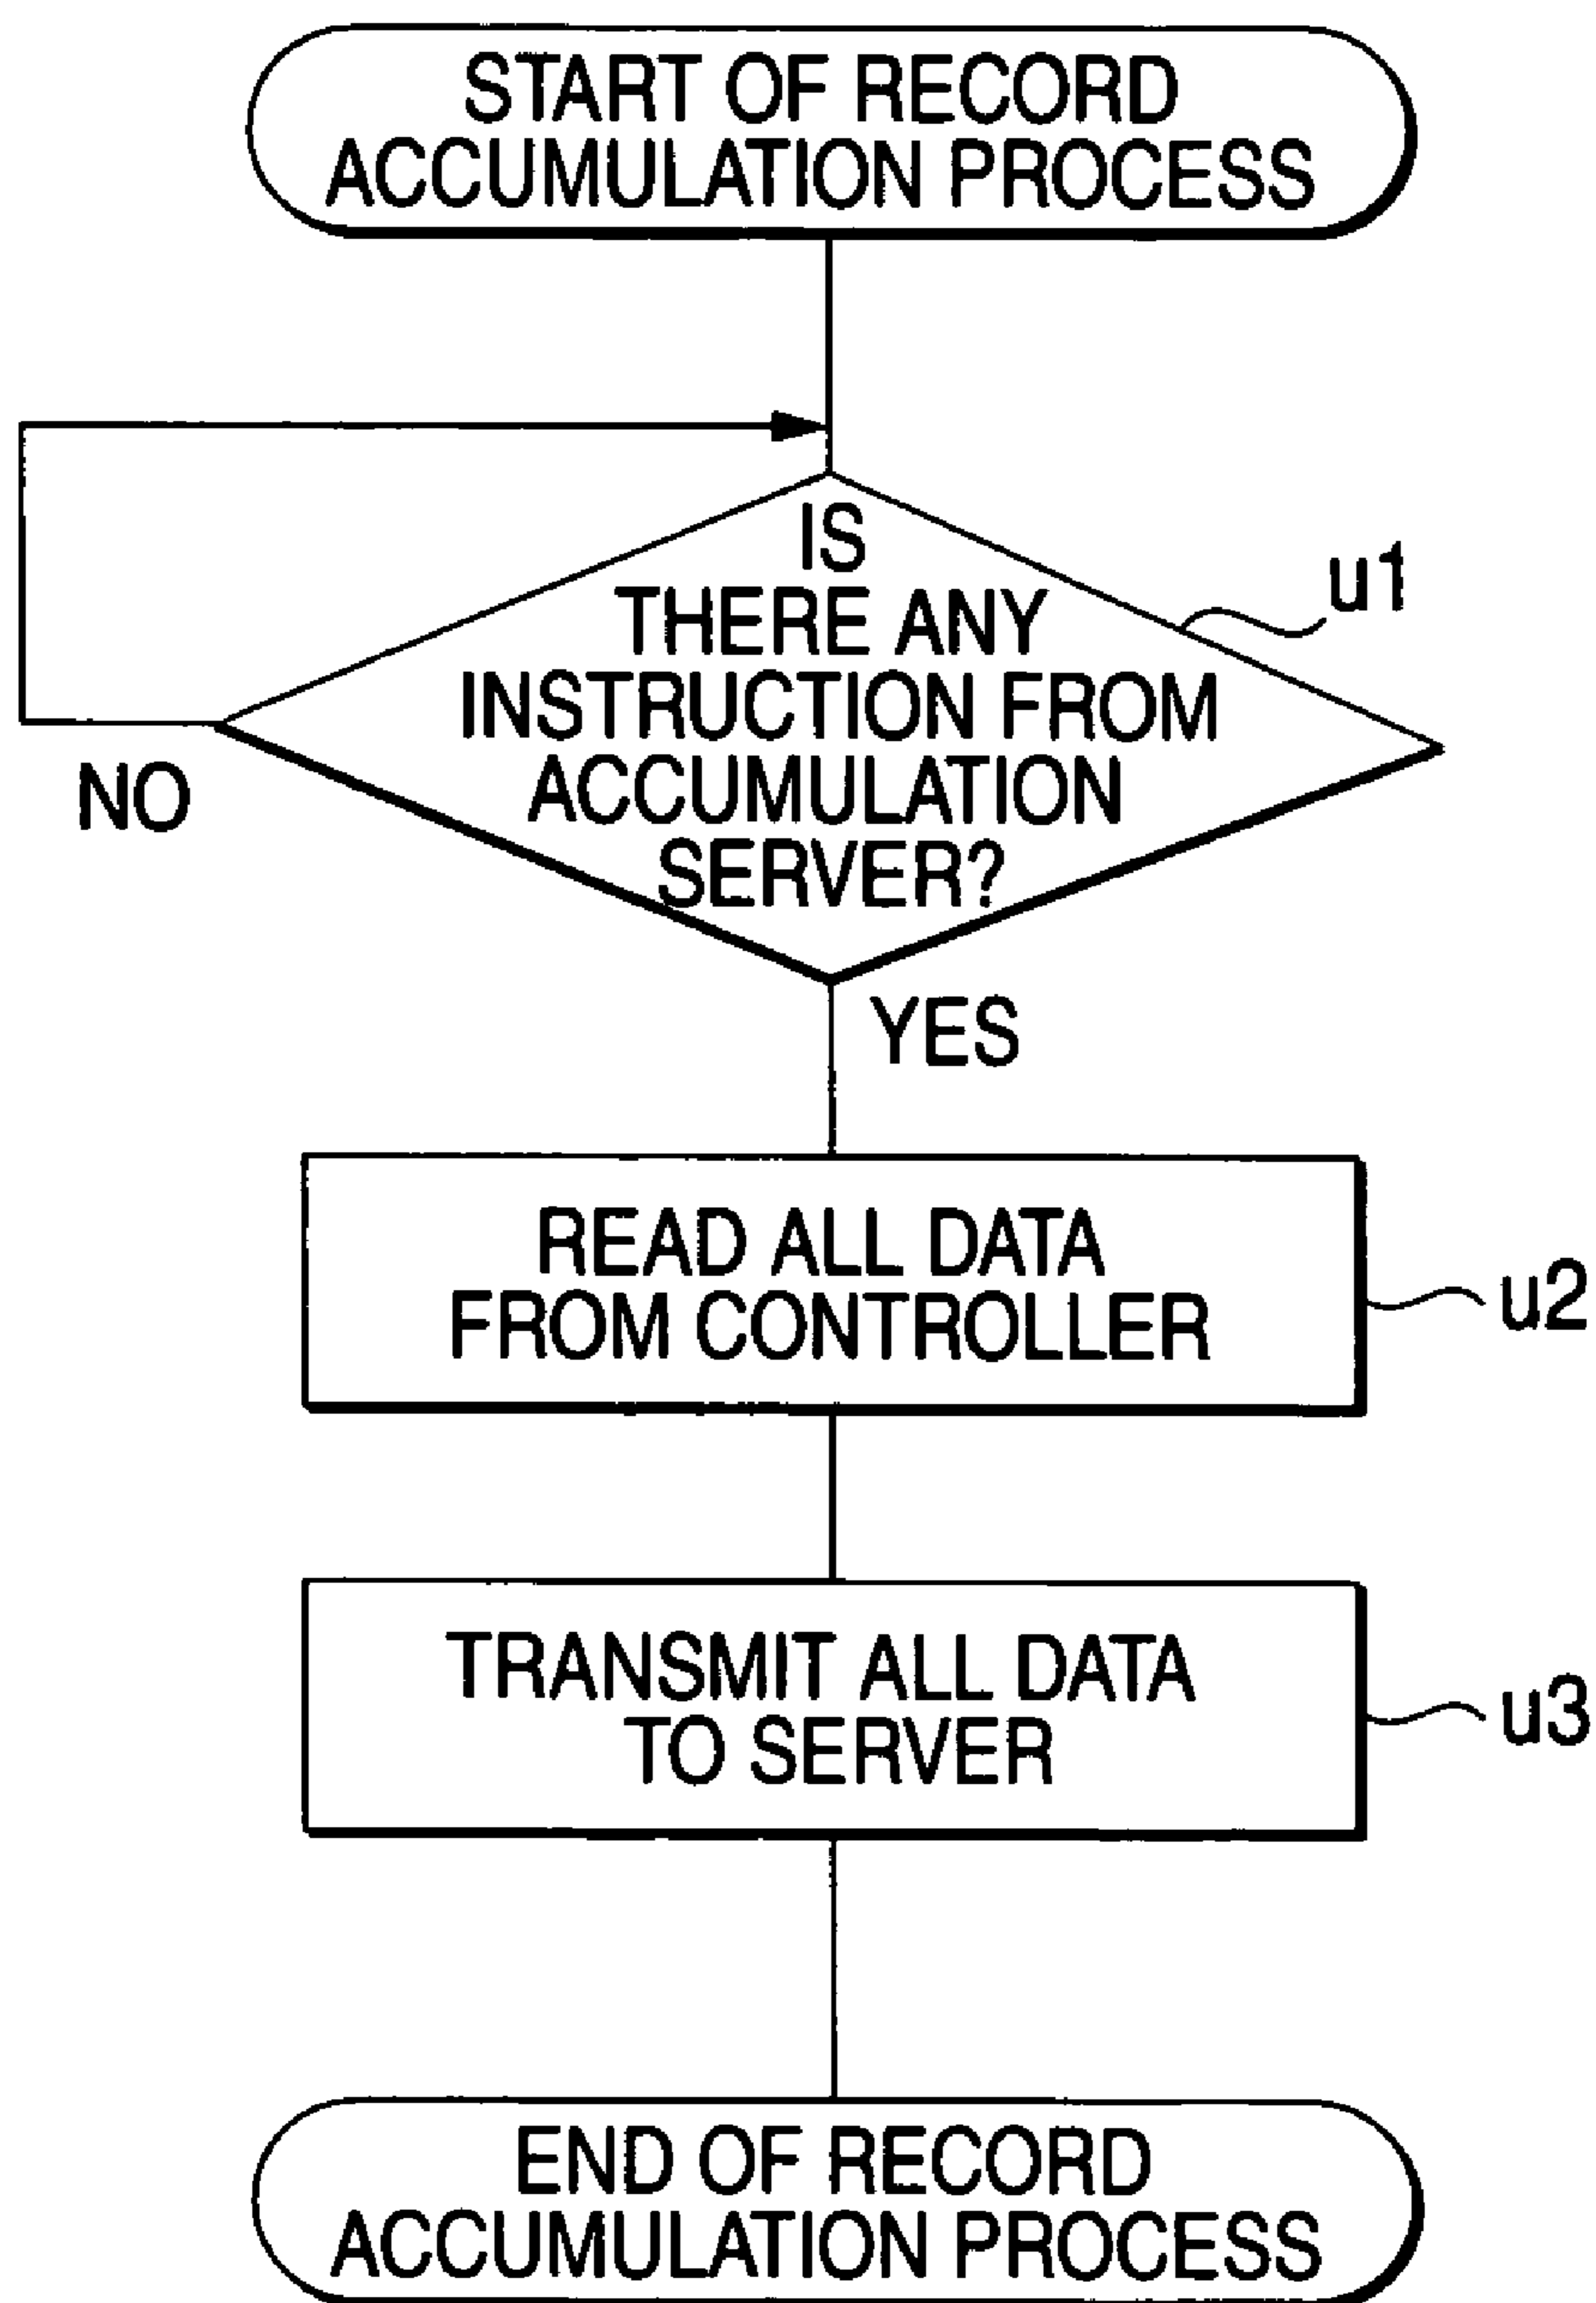 START OF RECORD
ACCUMULATION PROCESS
IS
THERE ANY
INSTRUCTION FROM
ACCUMULATION
SERVER?
u1
NO
YES
READ ALL DATA
FROM CONTROLLER
u2
TRANSMIT ALL DATA
TO SERVER
u3
END OF RECORD
ACCUMULATION PROCESS